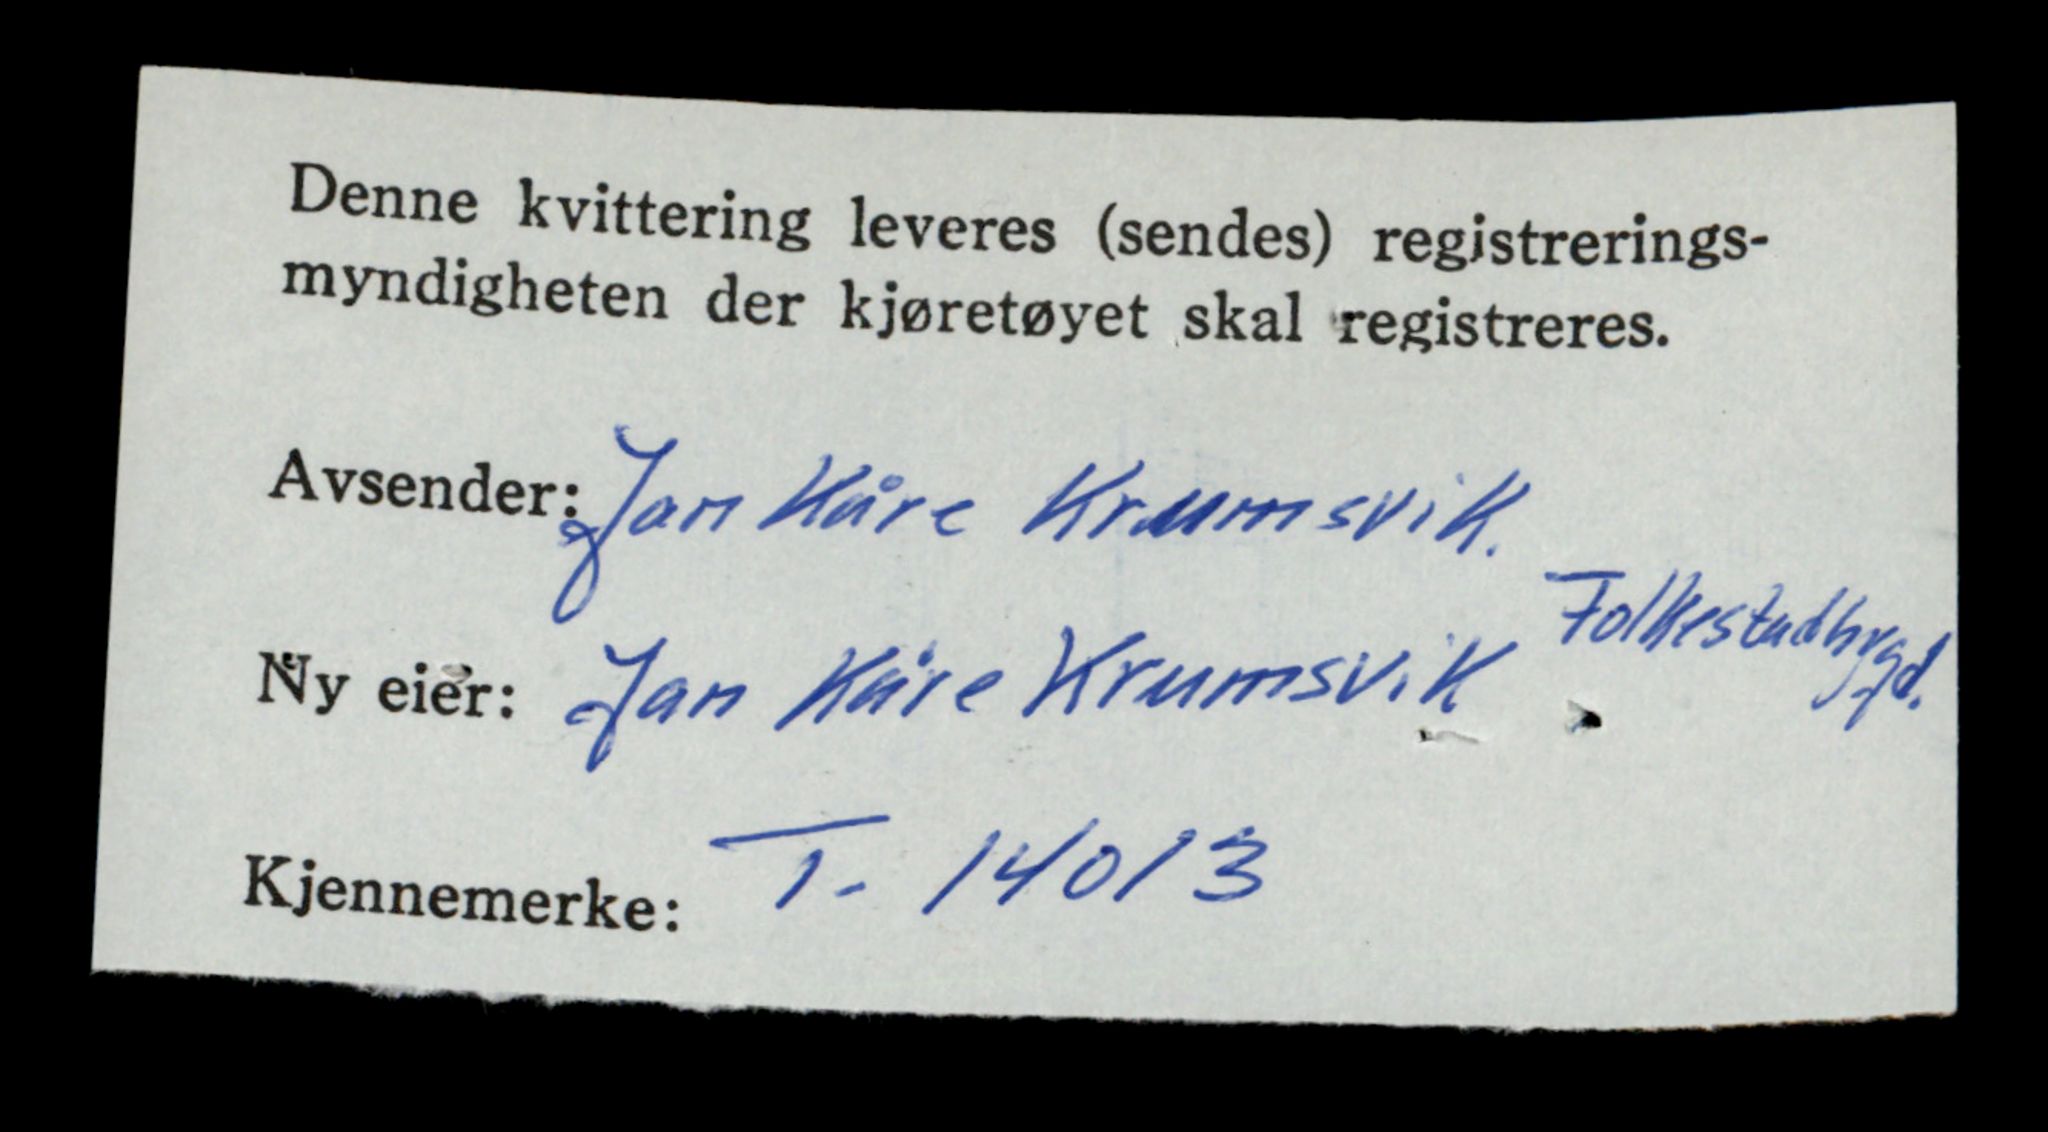 Denne kvittering leveres (sendes) registrerings-
myndigheten der kjøretøyet skal registreres.
Avsender: Jan Kåre Krumsvik.
Ny eier: Jan Kåre Krumsvik Folkestadbygd.
Kjennemerke: T- 14013